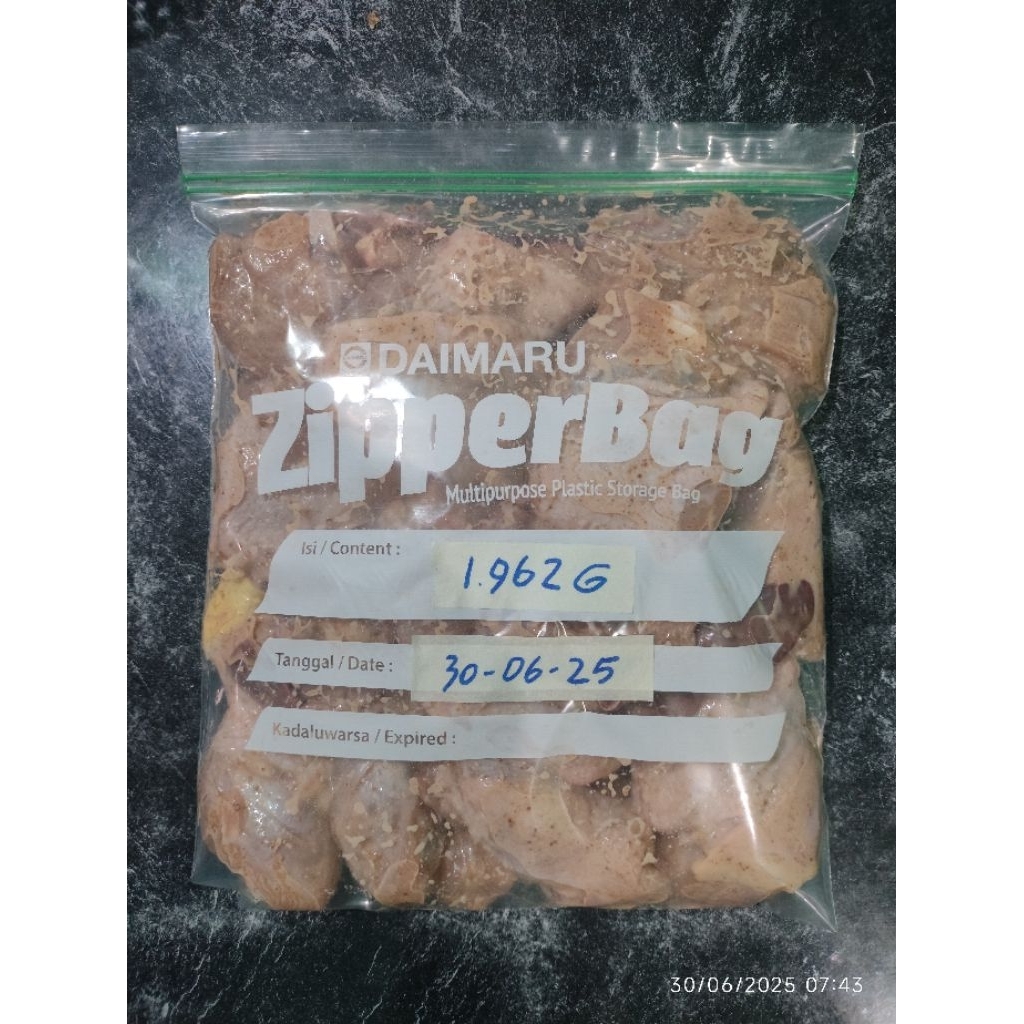 DAIMARU
ZipperBag
Multipurpose Plastic Storage Bag
Isi / Content : 1.962 G
Tanggal / Date : 30-06-25
Kadaluwarsa / Expired :
30/06/2025 07:43